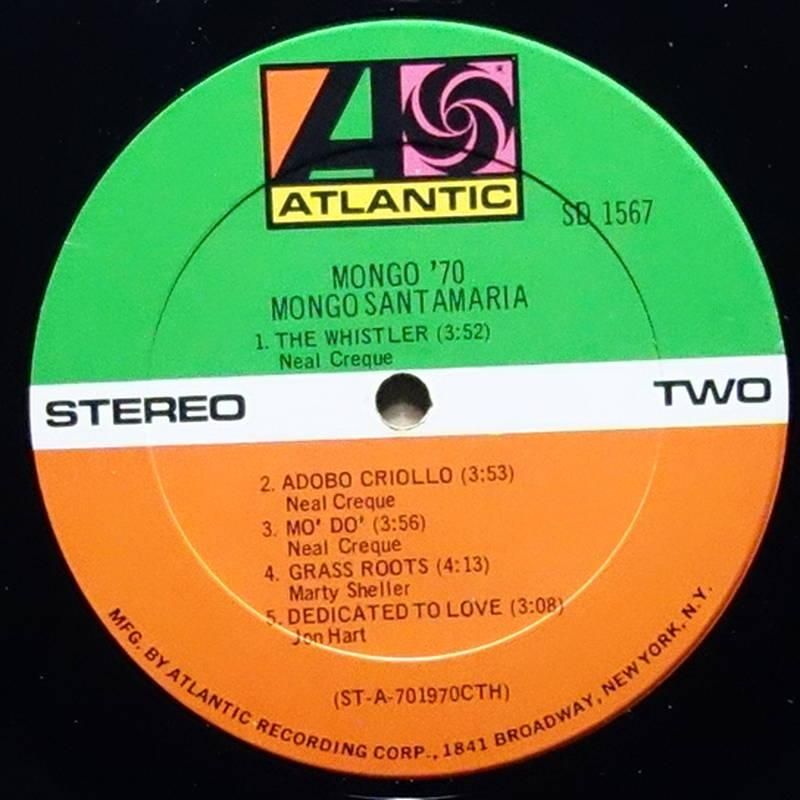 ATLANTIC
SD 1567
MONGO '70
MONGO SANTAMARIA
1. THE WHISTLER (3:52)
Neal Creque
STEREO
TWO
2. ADOBO CRIOLLO (3:53)
Neal Creque
3. MO' DO' (3:56)
Neal Creque
4. GRASS ROOTS (4:13)
Marty Sheller
5. DEDICATED TO LOVE (3:08)
Jon Hart
(ST-A-701970CTH)
MFG. BY ATLANTIC RECORDING CORP., 1841 BROADWAY, NEW YORK, N.Y.